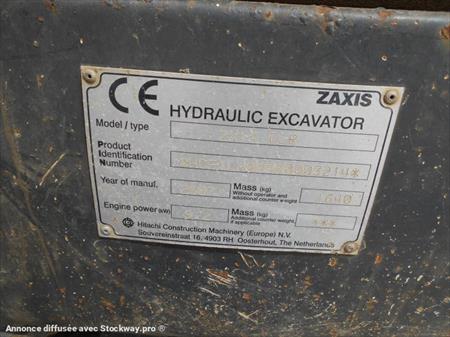 CE
ZAXIS
HYDRAULIC EXCAVATOR
Model / type
Product
Identification
Number
Year of manuf.
Mass (kg)
Without operator and
additional counter weight
Engine power (kW)
Mass (kg)
Additional counter weight,
if applicable
***
Hitachi Construction Machinery (Europe) N.V.
Souvereinstraat 16, 4903 RH Oosterhout, The Netherlands
Annonce diffusée avec Stockway.pro ®